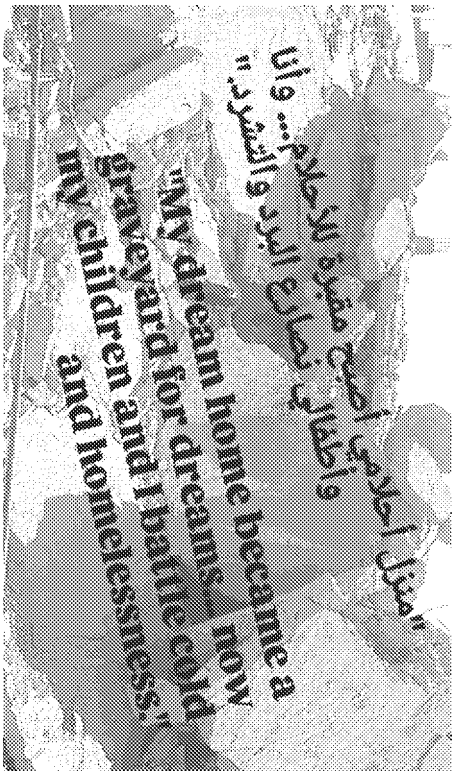 "منزل أحلامي أصبح مقبرة للأحلام... وأنا
وأطفالي نصارع البرد والتشرد."
"My dream home became a
graveyard for dreams... now
my children and I battle cold
and homelessness."